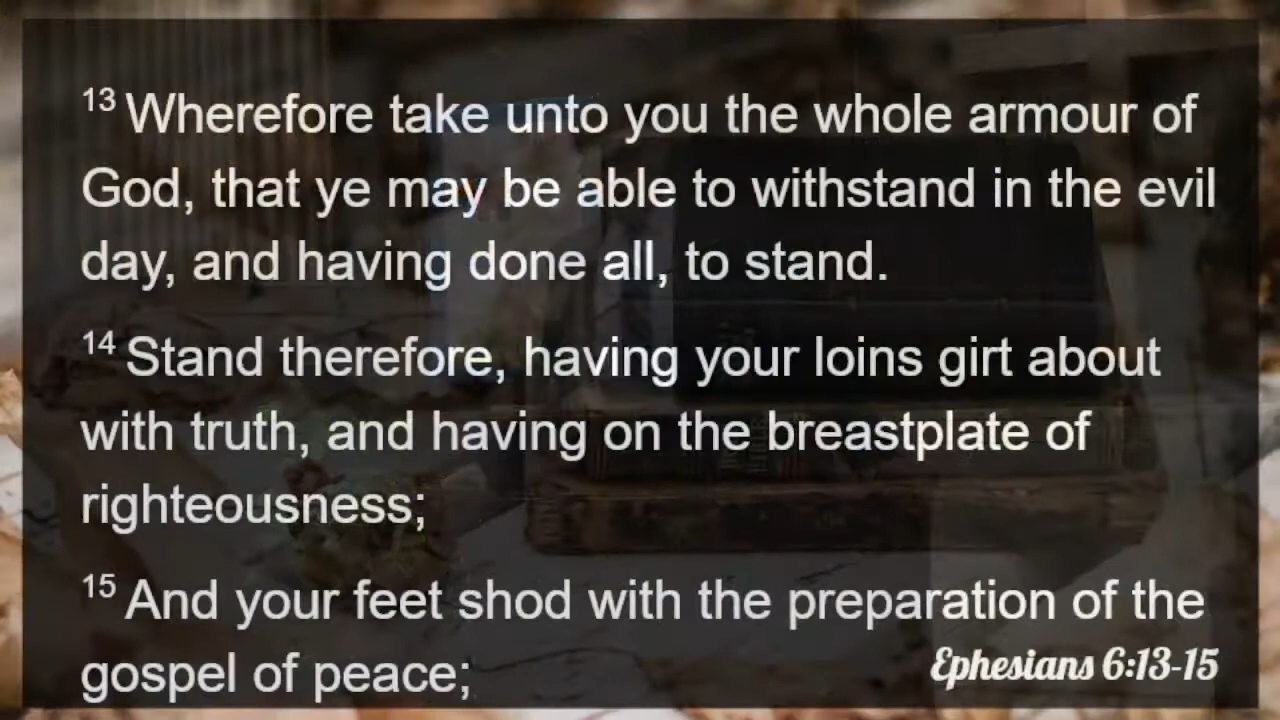 13 Wherefore take unto you the whole armour of
God, that ye may be able to withstand in the evil
day, and having done all, to stand.
14 Stand therefore, having your loins girt about
with truth, and having on the breastplate of
righteousness;
15 And your feet shod with the preparation of the
gospel of peace;
Ephesians 6:13-15